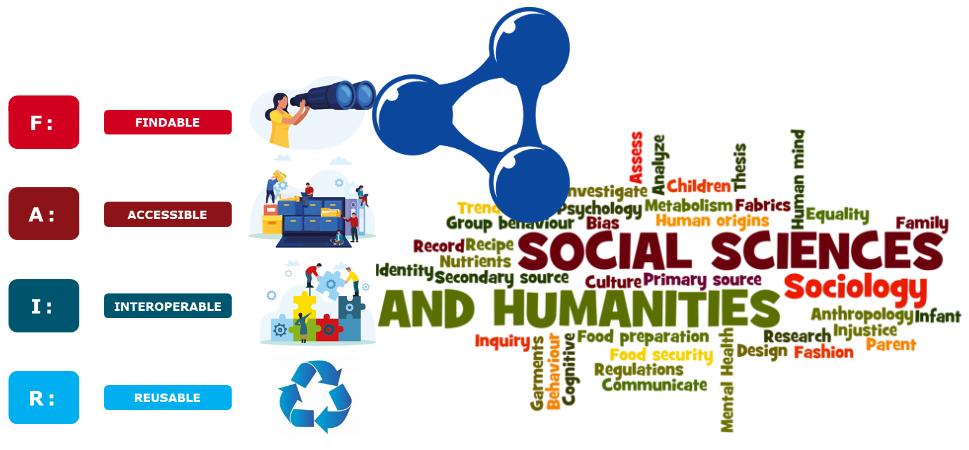 F:
FINDABLE
A:
ACCESSIBLE
I:
INTEROPERABLE
R:
REUSABLE
Assess
Analyze
Thesis
Human mind
nvestigate
Children
Trend
Psychology
Metabolism
Fabrics
Equality
Group behaviour
Bias
Human origins
Family
Record
Recipe
SOCIAL SCIENCES
Nutrients
Identity
Secondary source
Culture
Primary source
Sociology
AND HUMANITIES
Anthropology
Infant
Injustice
Inquiry
Garments
Behaviour
Cognitive
Food preparation
Research
Parent
Food security
Mental Health
Design
Fashion
Regulations
Communicate